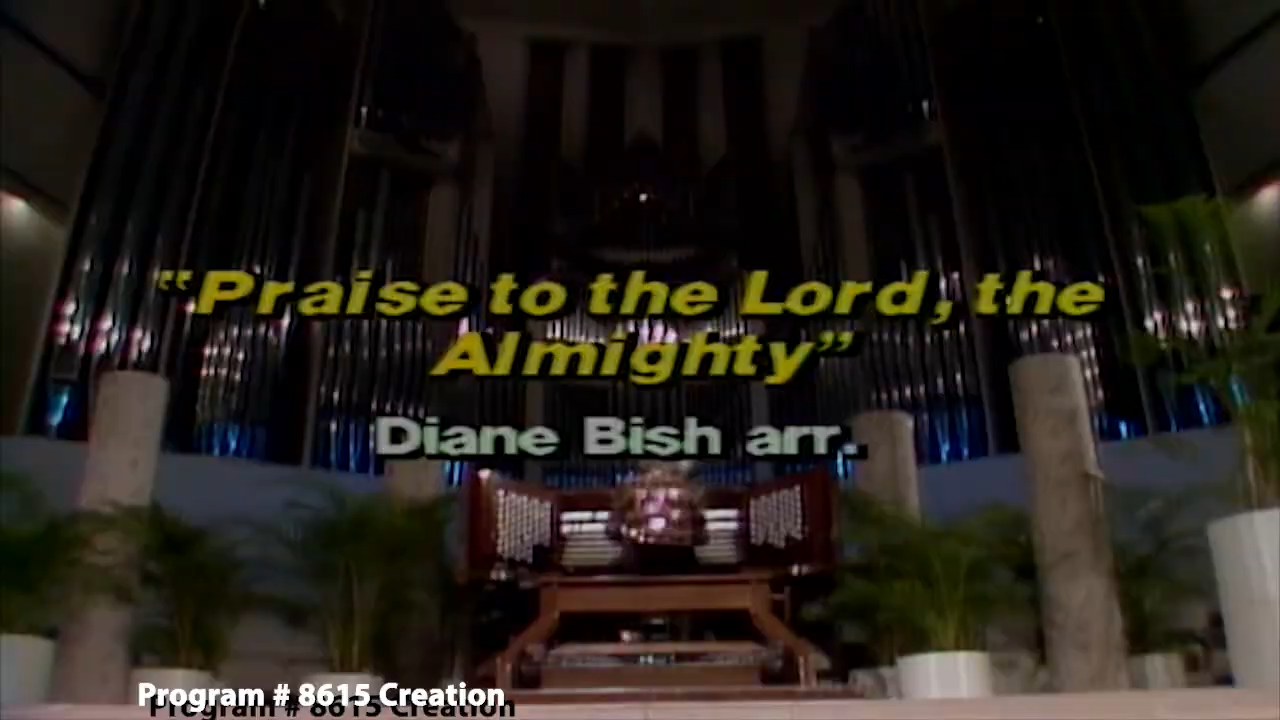 “Praise to the Lord, the
Almighty”
Diane Bish arr.
Program # 8615 Creation